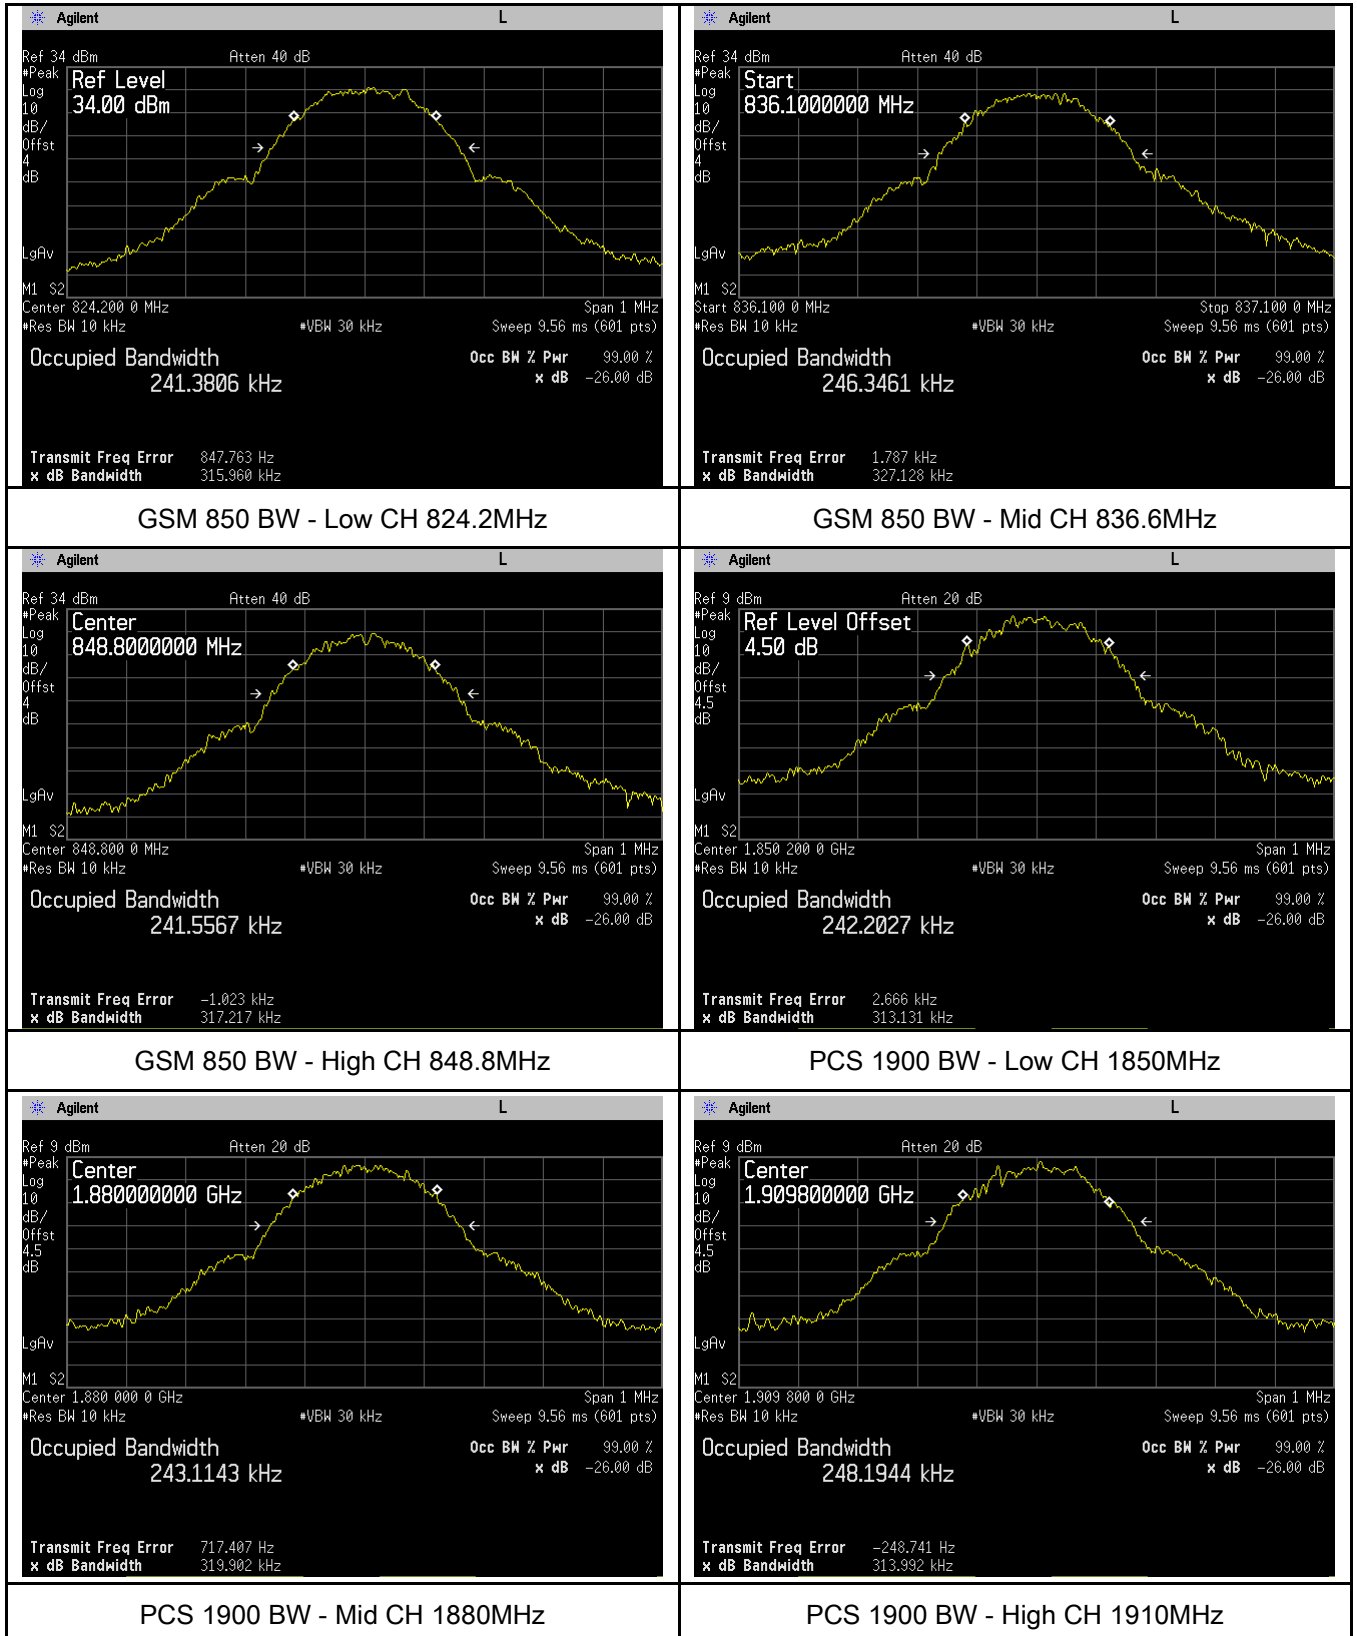 Agilent L
Ref 34 dBm Atten 40 dB
#Peak
Log
10
dB/
Offst
4
dB
Ref Level
34.00 dBm
LgAv
M1 S2
Center 824.200 0 MHz Span 1 MHz
#Res BW 10 kHz #VBW 30 kHz Sweep 9.56 ms (601 pts)
Occupied Bandwidth Occ BW % Pwr 99.00 %
241.3806 kHz x dB -26.00 dB
Transmit Freq Error 847.763 Hz
x dB Bandwidth 315.960 kHz
GSM 850 BW - Low CH 824.2MHz
Agilent L
Ref 34 dBm Atten 40 dB
#Peak
Log
10
dB/
Offst
4
dB
Start
836.1000000 MHz
LgAv
M1 S2
Start 836.100 0 MHz Stop 837.100 0 MHz
#Res BW 10 kHz #VBW 30 kHz Sweep 9.56 ms (601 pts)
Occupied Bandwidth Occ BW % Pwr 99.00 %
246.3461 kHz x dB -26.00 dB
Transmit Freq Error 1.787 kHz
x dB Bandwidth 327.128 kHz
GSM 850 BW - Mid CH 836.6MHz
Agilent L
Ref 34 dBm Atten 40 dB
#Peak
Log
10
dB/
Offst
4
dB
Center
848.8000000 MHz
LgAv
M1 S2
Center 848.800 0 MHz Span 1 MHz
#Res BW 10 kHz #VBW 30 kHz Sweep 9.56 ms (601 pts)
Occupied Bandwidth Occ BW % Pwr 99.00 %
241.5567 kHz x dB -26.00 dB
Transmit Freq Error -1.023 kHz
x dB Bandwidth 317.217 kHz
GSM 850 BW - High CH 848.8MHz
Agilent L
Ref 9 dBm Atten 20 dB
#Peak
Log
10
dB/
Offst
4.5
dB
Ref Level Offset
4.50 dB
LgAv
M1 S2
Center 1.850 200 0 GHz Span 1 MHz
#Res BW 10 kHz #VBW 30 kHz Sweep 9.56 ms (601 pts)
Occupied Bandwidth Occ BW % Pwr 99.00 %
242.2027 kHz x dB -26.00 dB
Transmit Freq Error 2.666 kHz
x dB Bandwidth 313.131 kHz
PCS 1900 BW - Low CH 1850MHz
Agilent L
Ref 9 dBm Atten 20 dB
#Peak
Log
10
dB/
Offst
4.5
dB
Center
1.880000000 GHz
LgAv
M1 S2
Center 1.880 000 0 GHz Span 1 MHz
#Res BW 10 kHz #VBW 30 kHz Sweep 9.56 ms (601 pts)
Occupied Bandwidth Occ BW % Pwr 99.00 %
243.1143 kHz x dB -26.00 dB
Transmit Freq Error 717.407 Hz
x dB Bandwidth 319.902 kHz
PCS 1900 BW - Mid CH 1880MHz
Agilent L
Ref 9 dBm Atten 20 dB
#Peak
Log
10
dB/
Offst
4.5
dB
Center
1.909800000 GHz
LgAv
M1 S2
Center 1.909 800 0 GHz Span 1 MHz
#Res BW 10 kHz #VBW 30 kHz Sweep 9.56 ms (601 pts)
Occupied Bandwidth Occ BW % Pwr 99.00 %
248.1944 kHz x dB -26.00 dB
Transmit Freq Error -248.741 Hz
x dB Bandwidth 313.992 kHz
PCS 1900 BW - High CH 1910MHz